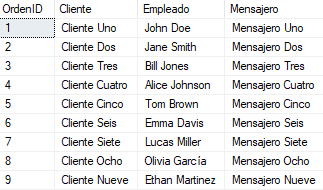 OrdenID Cliente Empleado Mensajero
1 Cliente Uno John Doe Mensajero Uno
2 Cliente Dos Jane Smith Mensajero Dos
3 Cliente Tres Bill Jones Mensajero Tres
4 Cliente Cuatro Alice Johnson Mensajero Cuatro
5 Cliente Cinco Tom Brown Mensajero Cinco
6 Cliente Seis Emma Davis Mensajero Seis
7 Cliente Siete Lucas Miller Mensajero Siete
8 Cliente Ocho Olivia García Mensajero Ocho
9 Cliente Nueve Ethan Martinez Mensajero Nueve